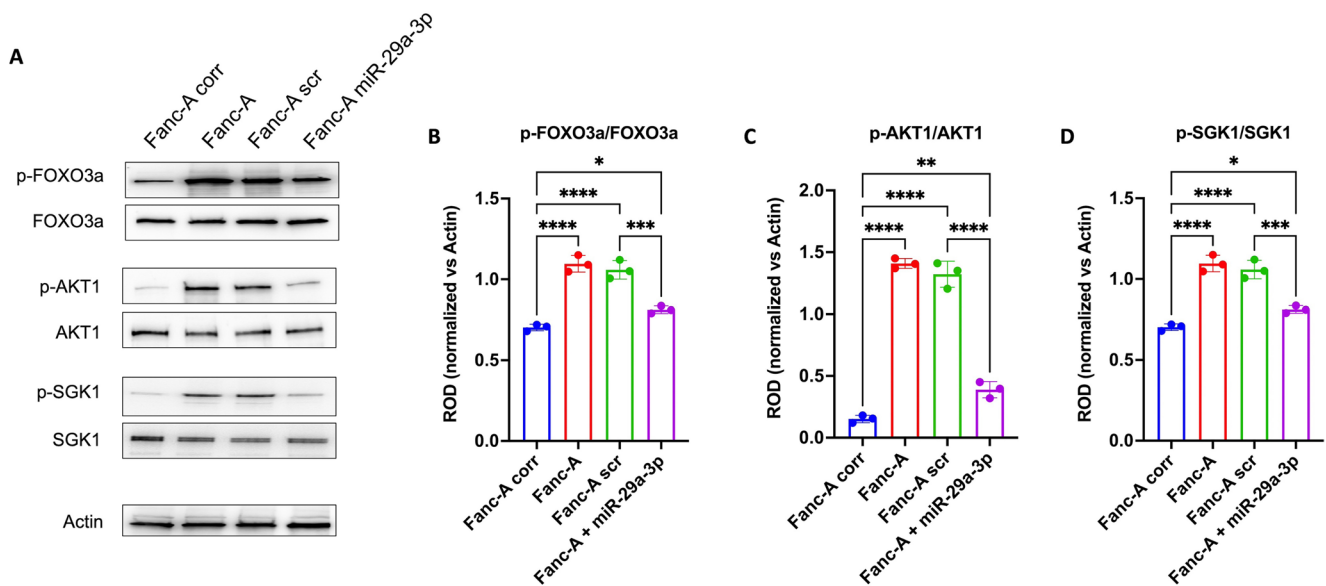 A
Fanc-A corr
Fanc-A
Fanc-A scr
Fanc-A miR-29a-3p
p-FOXO3a
FOXO3a
p-AKT1
AKT1
p-SGK1
SGK1
Actin
B
p-FOXO3a/FOXO3a
*
****
**** ***
1.5
1.0
0.5
0.0
ROD (normalized vs Actin)
Fanc-A corr
Fanc-A
Fanc-A scr
Fanc-A + miR-29a-3p
C
p-AKT1/AKT1
**
****
**** ****
2.0
1.5
1.0
0.5
0.0
ROD (normalized vs Actin)
Fanc-A corr
Fanc-A
Fanc-A scr
Fanc-A + miR-29a-3p
D
p-SGK1/SGK1
*
****
**** ***
1.5
1.0
0.5
0.0
ROD (normalized vs Actin)
Fanc-A corr
Fanc-A
Fanc-A scr
Fanc-A + miR-29a-3p